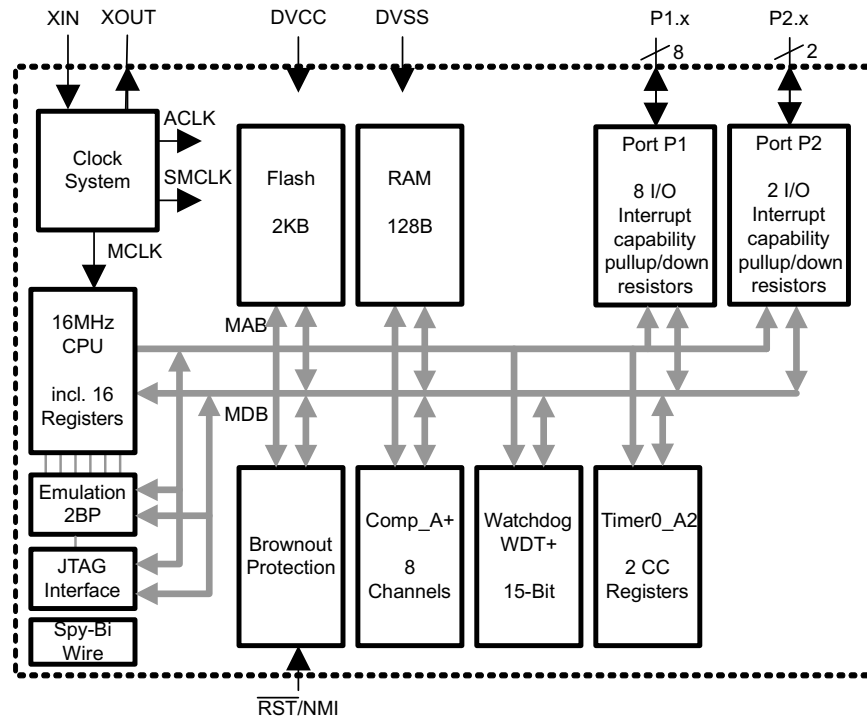 XIN
XOUT
DVCC
DVSS
P1.x
P2.x
8
2
ACLK
SMCLK
MCLK
Clock
System
Flash
2KB
RAM
128B
Port P1
8 I/O
Interrupt
capability
pullup/down
resistors
Port P2
2 I/O
Interrupt
capability
pullup/down
resistors
16MHz
CPU
incl. 16
Registers
MAB
MDB
Emulation
2BP
JTAG
Interface
Spy-Bi
Wire
Brownout
Protection
Comp_A+
8
Channels
Watchdog
WDT+
15-Bit
Timer0_A2
2 CC
Registers
RST/NMI